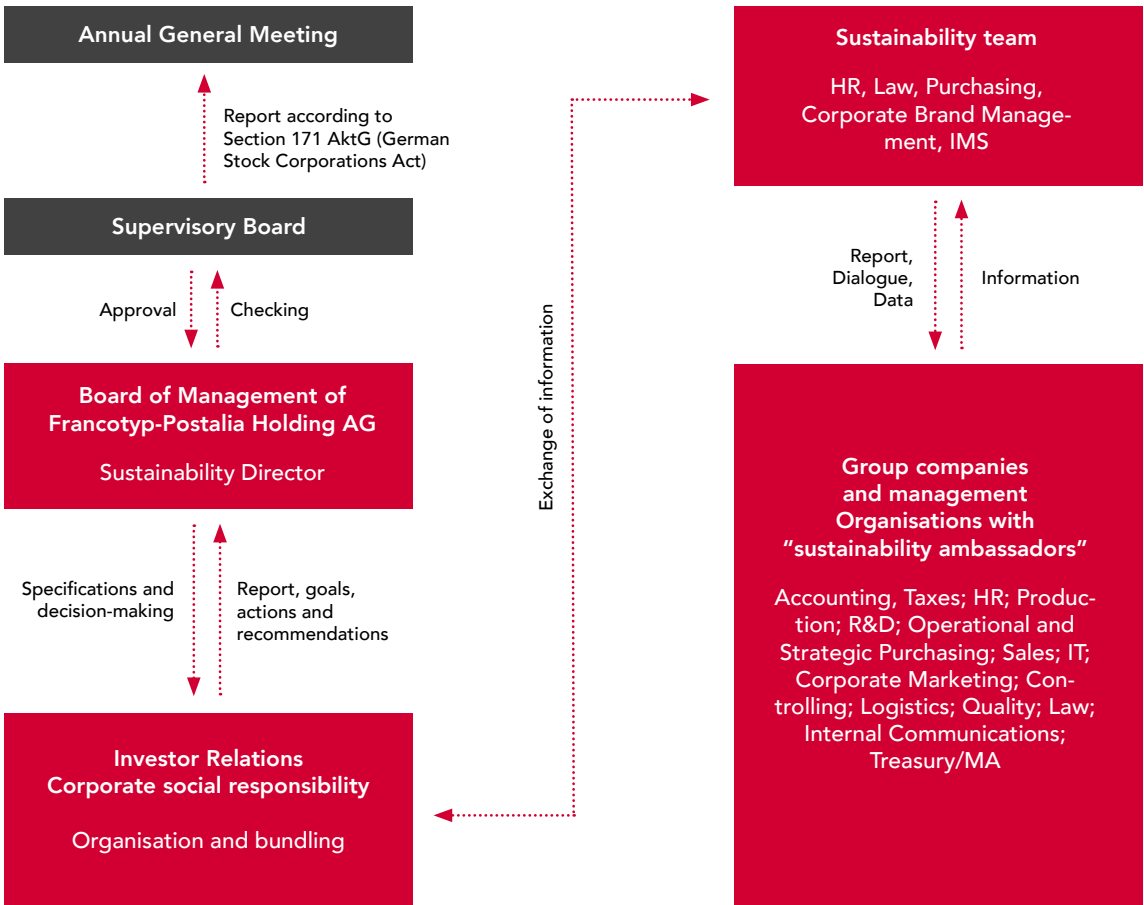 Annual General Meeting
Report according to
Section 171 AktG (German
Stock Corporations Act)
Supervisory Board
Approval
Checking
Board of Management of
Francotyp-Postalia Holding AG
Sustainability Director
Specifications and
decision-making
Report, goals,
actions and
recommendations
Investor Relations
Corporate social responsibility
Organisation and bundling
Exchange of information
Sustainability team
HR, Law, Purchasing,
Corporate Brand Manage-
ment, IMS
Report,
Dialogue,
Data
Information
Group companies
and management
Organisations with
“sustainability ambassadors”
Accounting, Taxes; HR; Produc-
tion; R&D; Operational and
Strategic Purchasing; Sales; IT;
Corporate Marketing; Con-
trolling; Logistics; Quality; Law;
Internal Communications;
Treasury/MA